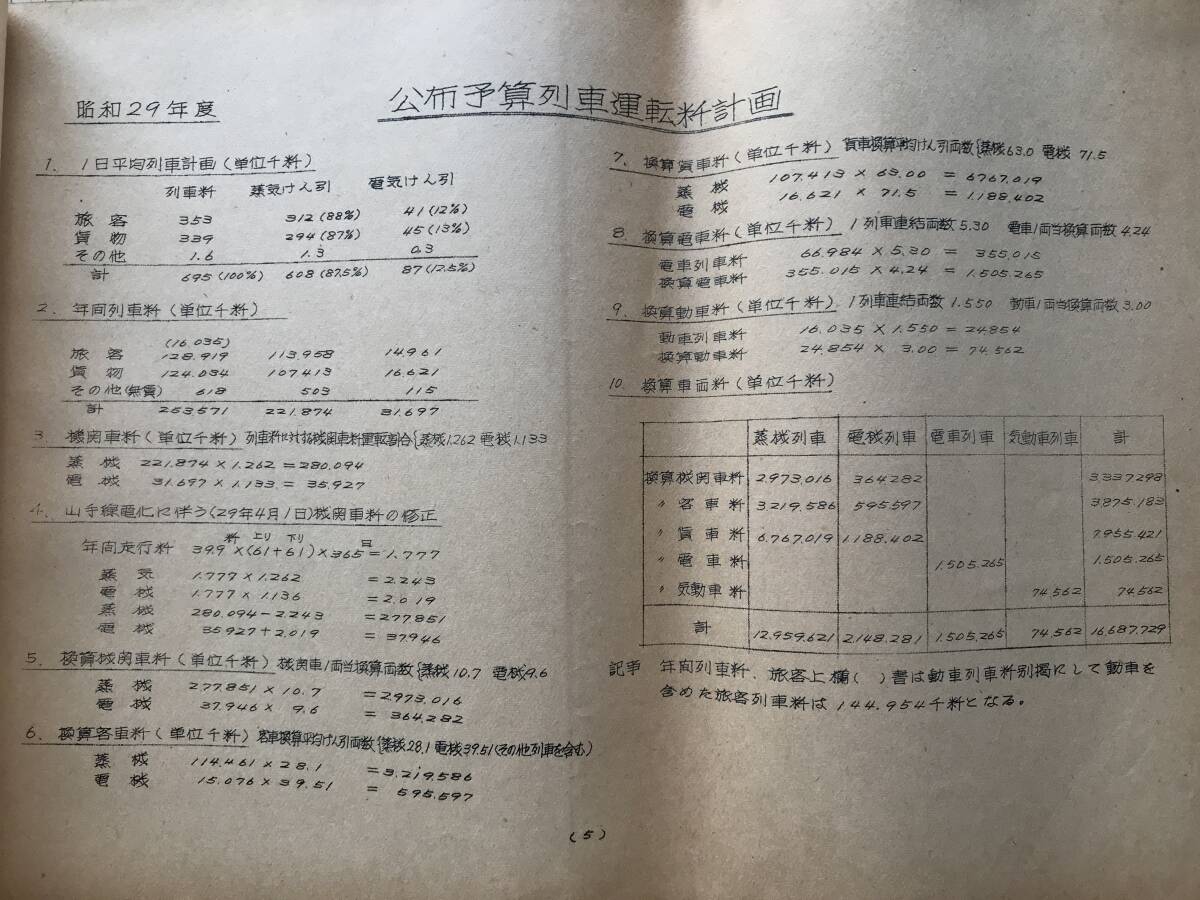 昭和29年度
公布予算列車運転粁計画
1. 1日平均列車計画(単位千粁)
列車粁 蒸気けん引 電気けん引
旅客 353 312(88%) 41(12%)
貨物 339 294(87%) 45(13%)
その他 1.6 1.3 0.3
計 695(100%) 608(87.5%) 87(12.5%)
2. 年間列車粁(単位千粁)
(16.035)
旅客 128.919 113.958 14.961
貨物 124.034 107.413 16.621
その他(無賃) 618 503 115
計 253.571 221.874 31.697
3. 機関車粁(単位千粁) 列車粁に対する機関車粁運転割合{蒸機1.262 電機1.133
蒸機 221.874×1.262=280.094
電機 31.697×1.133=35.927
4. 山手線電化に伴う(29年4月1日)機関車粁の修正
粁 上り 下り 日
年間走行粁 39.9×(61+61)×365=1.777
蒸気 1.777×1.262 =2.243
電機 1.777×1.136 =2.019
蒸機 280.094-2.243 =277.851
電機 35.927+2.019 =37.946
5. 換算機関車粁(単位千粁) 機関車1両当換算両数{蒸機10.7 電機9.6
蒸機 277.851×10.7 =2.973.016
電機 37.946×9.6 =364.282
6. 換算客車粁(単位千粁) 客車換算平均けん引両数{蒸機28.1 電機39.51(その他列車を含む)
蒸機 114.461×28.1 =3.219.586
電機 15.076×39.51 =595.597
7. 換算貨車粁(単位千粁) 貨車換算平均けん引両数{蒸機63.0 電機71.5
蒸機 107.413×63.00=6767.019
電機 16.621×71.5=1.188.402
8. 換算電車粁(単位千粁) 1列車連結両数5.30 電車1両当換算両数4.24
電車列車粁 66.984×5.30=355.015
換算電車粁 355.015×4.24=1.505.265
9. 換算動車粁(単位千粁) 1列車連結両数1.550 動車1両当換算両数3.00
動車列車粁 16.035×1.550=24.854
換算動車粁 24.854×3.00=74.562
10. 換算車両粁(単位千粁)
蒸機列車 電機列車 電車列車 気動車列車 計
換算機関車粁 2.973.016 364.282 3.337.298
〃 客車粁 3.219.586 595.597 3.875.183
〃 貨車粁 6.767.019 1.188.402 7.955.421
〃 電車粁 1.505.265 1.505.265
〃 気動車粁 74.562 74.562
計 12.959.621 2.148.281 1.505.265 74.562 16.687.729
記事 年間列車粁、旅客上欄( )書は動車列車粁別掲にして動車を
含めた旅客列車粁は144.954千粁となる。
(5)